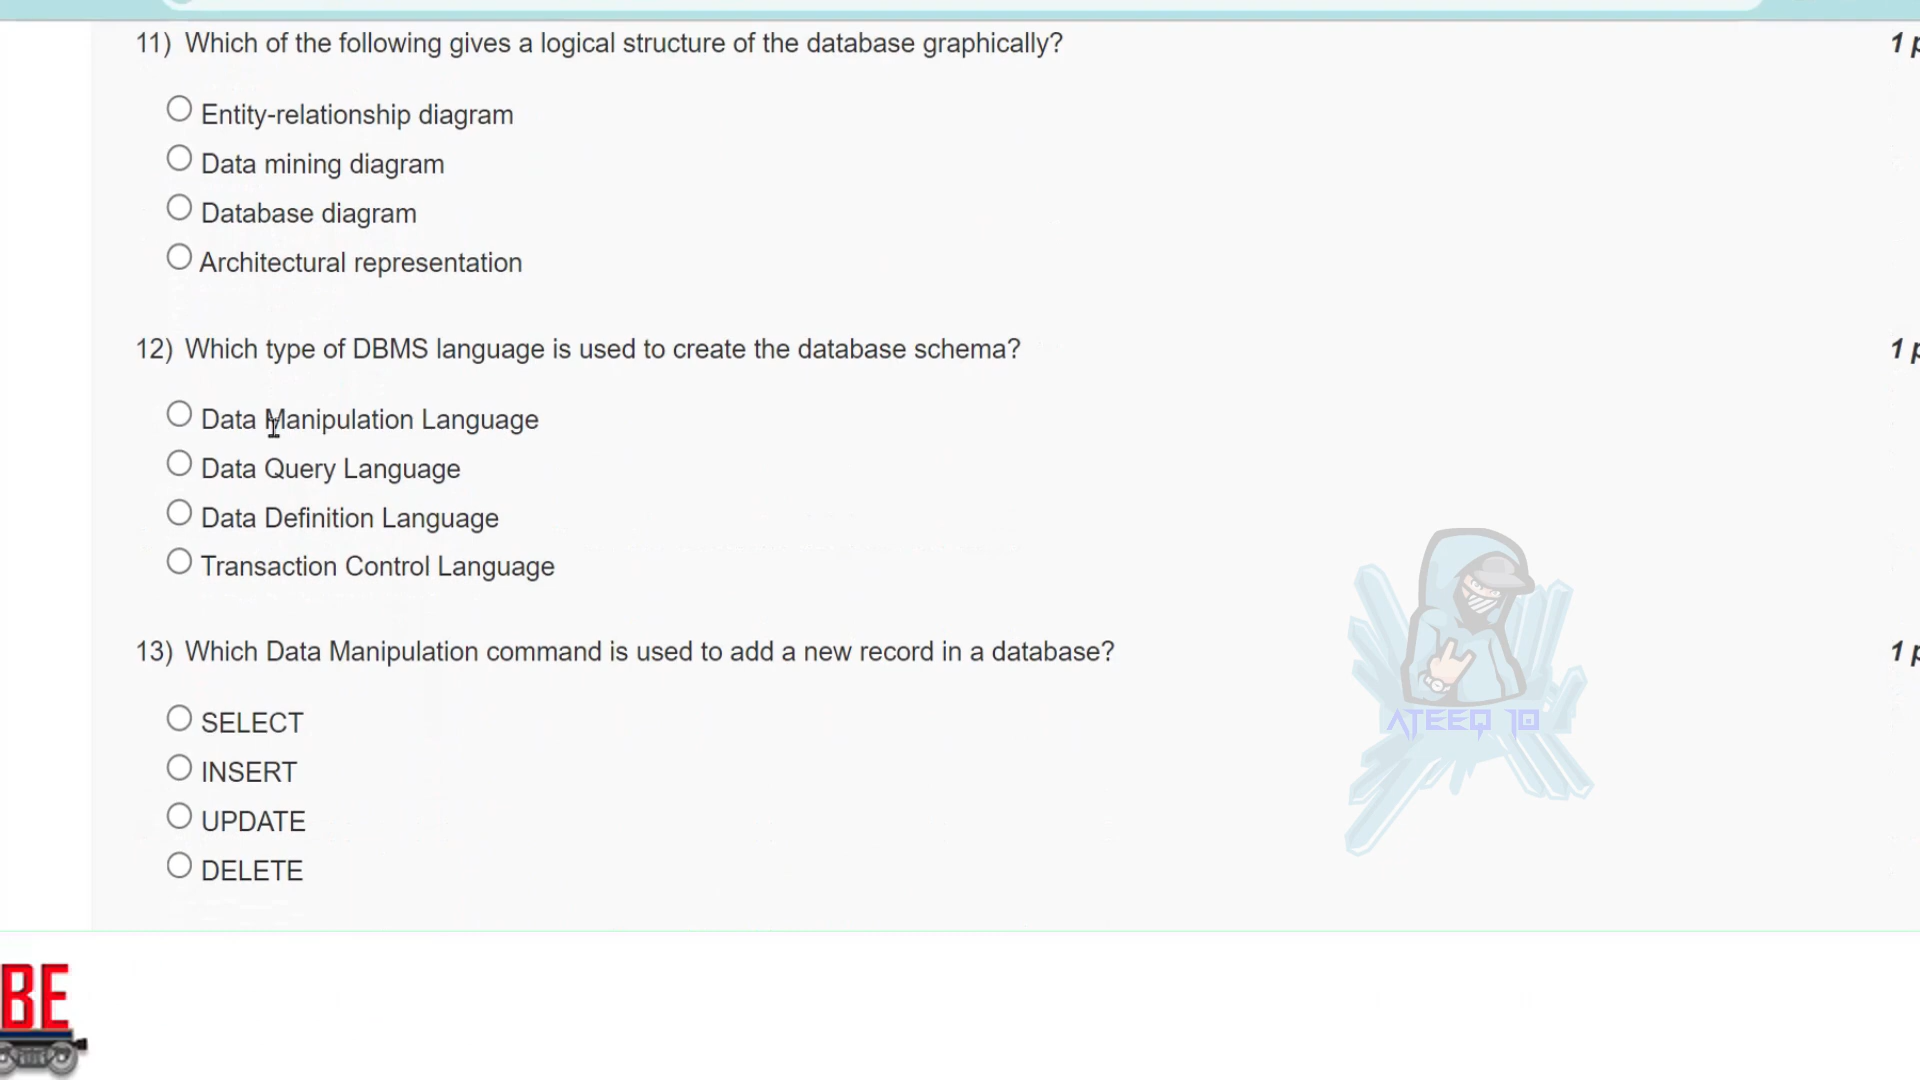 11) Which of the following gives a logical structure of the database graphically?
1 p
Entity-relationship diagram
Data mining diagram
Database diagram
Architectural representation
12) Which type of DBMS language is used to create the database schema?
1 p
Data Manipulation Language
Data Query Language
Data Definition Language
Transaction Control Language
13) Which Data Manipulation command is used to add a new record in a database?
1 p
SELECT
INSERT
UPDATE
DELETE
ATEEQ 10
BE